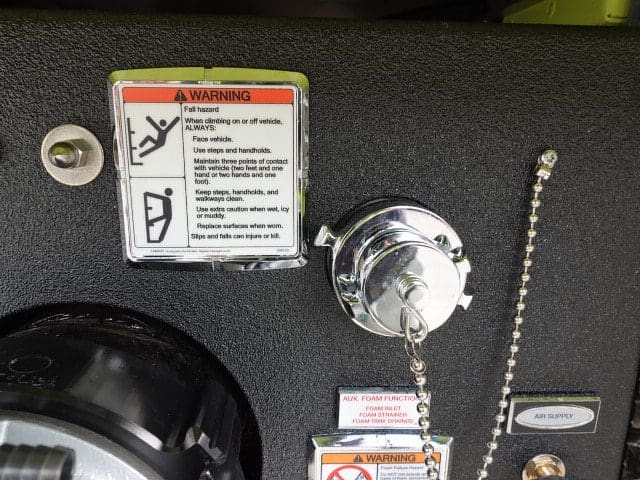 WARNING
Fall hazard
When climbing on or off vehicle,
ALWAYS:
Face vehicle.
Use steps and handholds.
Maintain three points of contact
with vehicle (two feet and one
hand or two hands and one
foot).
Keep steps, handholds, and
walkways clean.
Use extra caution when wet, icy
or muddy.
Replace surfaces when worn.
Slips and falls can injure or kill.
AUX. FOAM FUNCTION
FOAM INLET
FOAM STRAINER
FOAM TANK DRAIN(S)
AIR SUPPLY
WARNING
Foam Failure Hazard